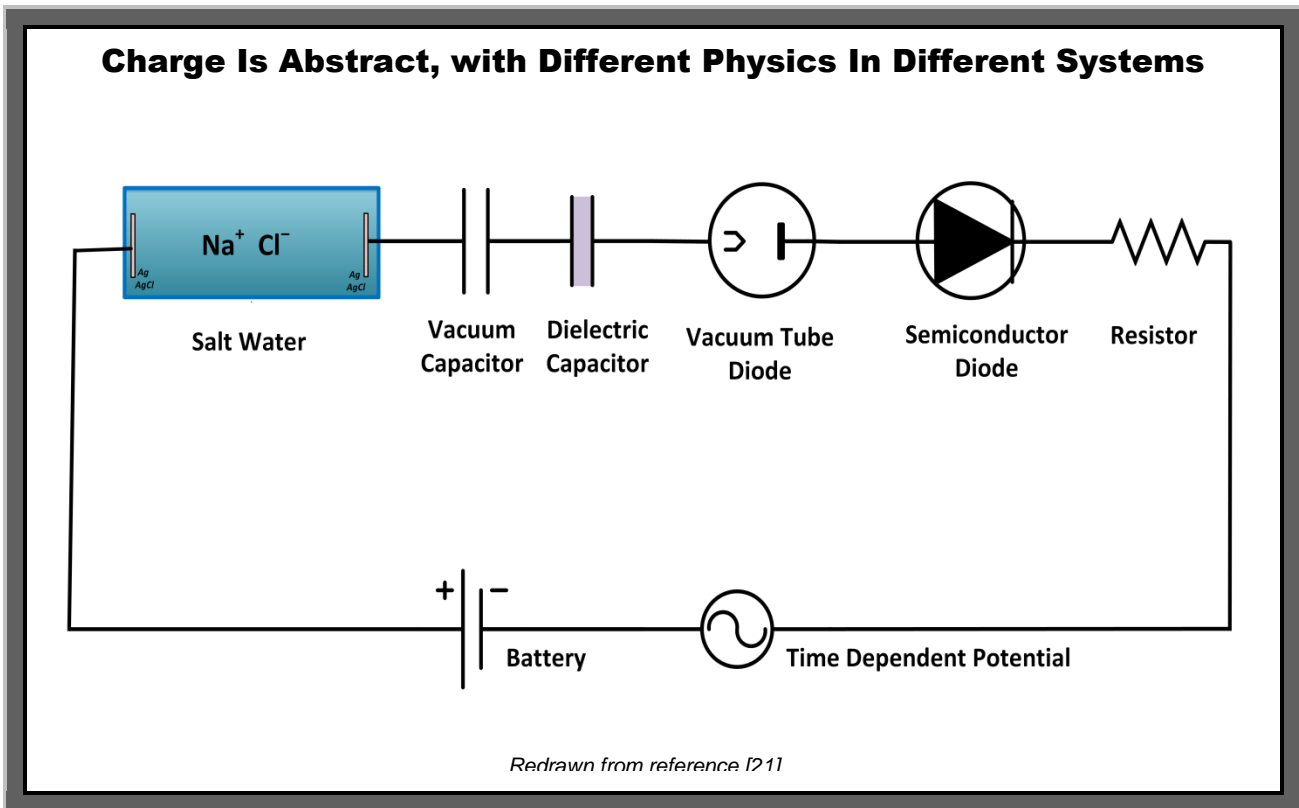 Charge Is Abstract, with Different Physics In Different Systems
Na⁺ Cl⁻
Ag
AgCl
Ag
AgCl
Salt Water
Vacuum
Capacitor
Dielectric
Capacitor
Vacuum Tube
Diode
Semiconductor
Diode
Resistor
+
−
Battery
Time Dependent Potential
Redrawn from reference [21]